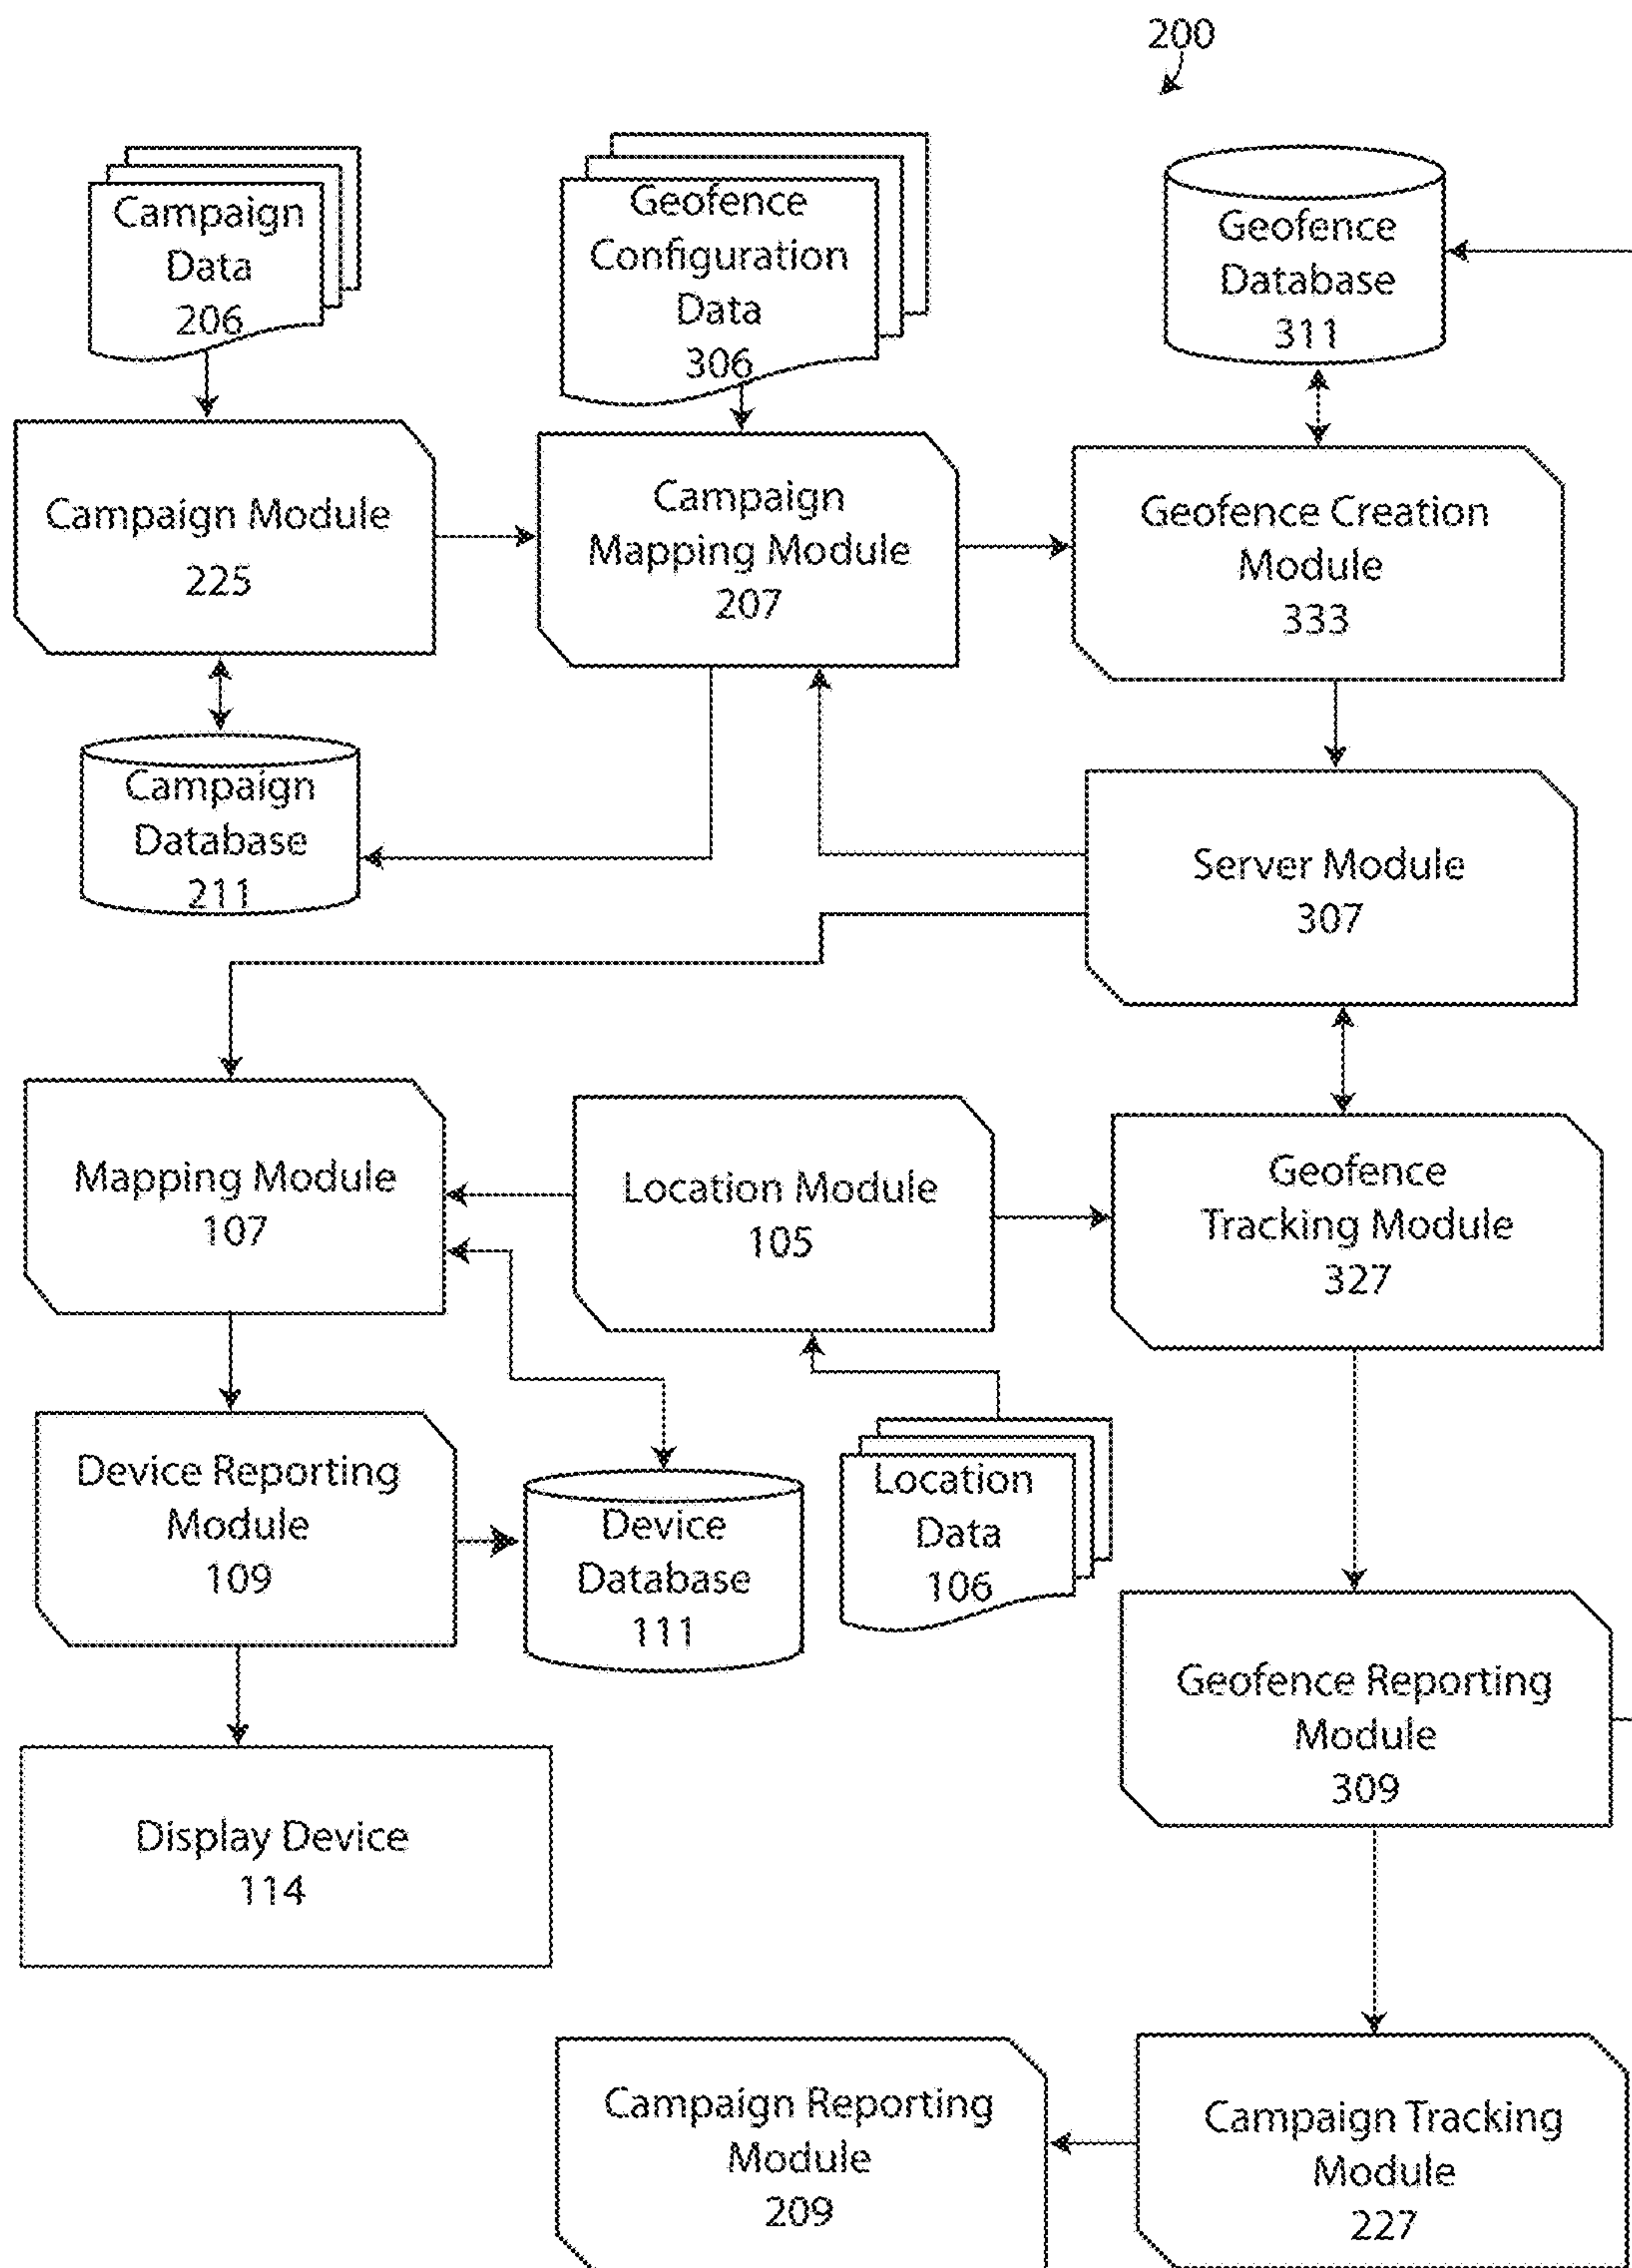 200
Campaign
Data
206
Geofence
Configuration
Data
306
Geofence
Database
311
Campaign Module
225
Campaign
Mapping Module
207
Geofence Creation
Module
333
Campaign
Database
211
Server Module
307
Mapping Module
107
Location Module
105
Geofence
Tracking Module
327
Device Reporting
Module
109
Device
Database
111
Location
Data
106
Geofence Reporting
Module
309
Display Device
114
Campaign Reporting
Module
209
Campaign Tracking
Module
227